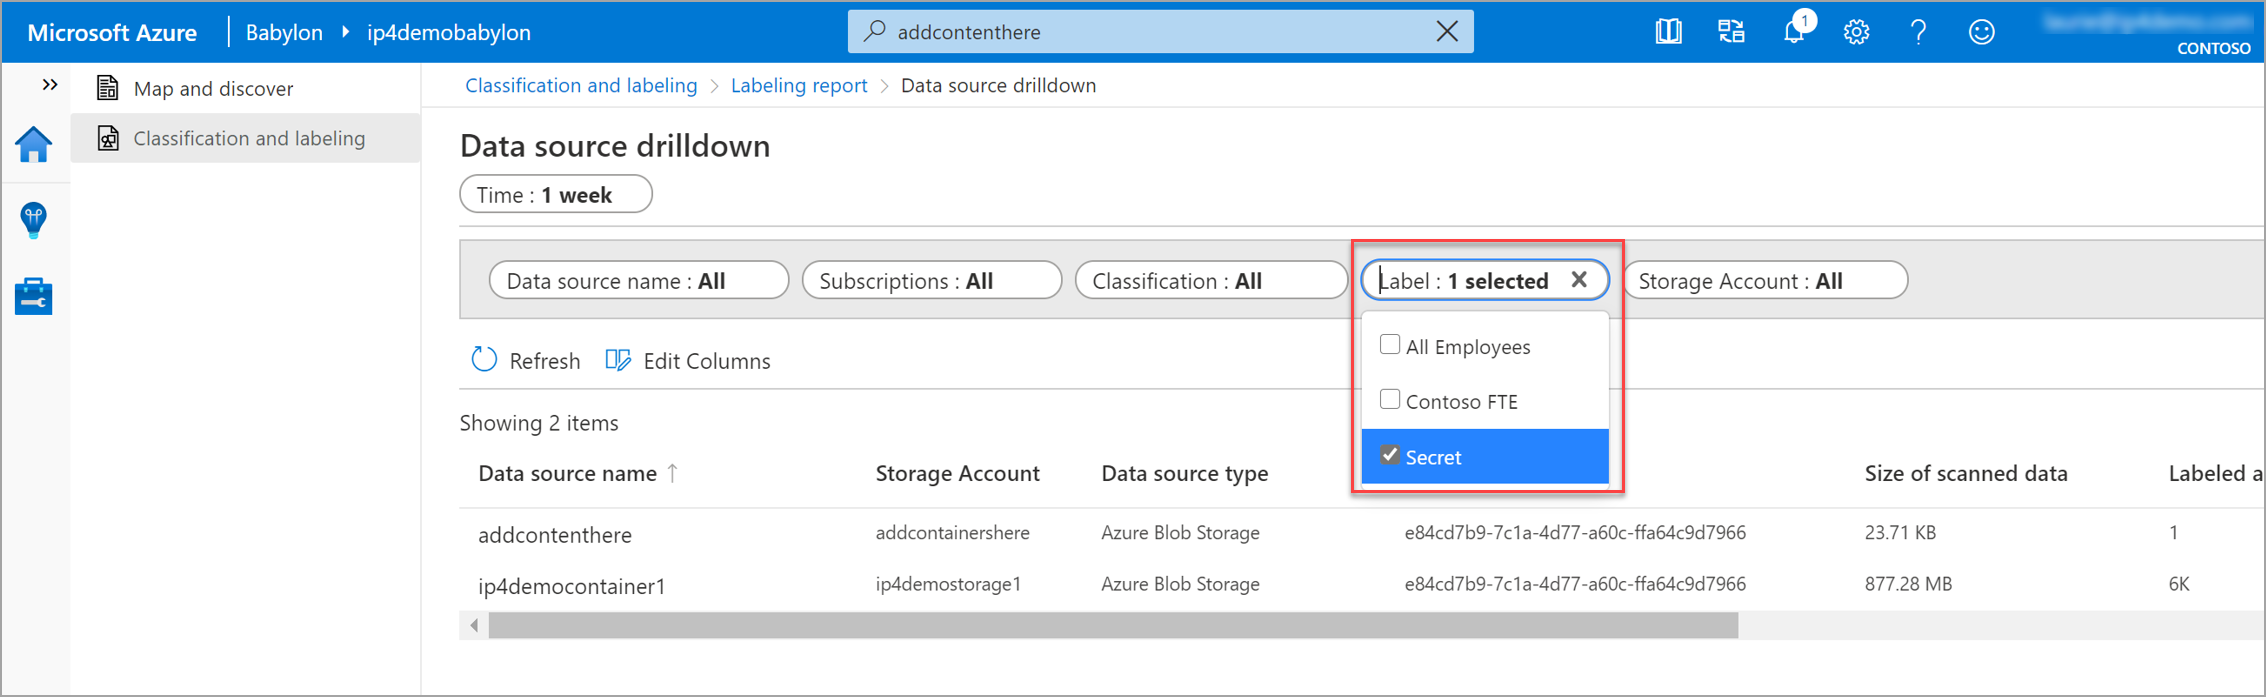 Microsoft Azure Babylon ip4demobabylon addcontenthere 1
CONTOSO
Map and discover
Classification and labeling
Classification and labeling > Labeling report > Data source drilldown
Data source drilldown
Time : 1 week
Data source name : All Subscriptions : All Classification : All Label : 1 selected Storage Account : All
All Employees
Contoso FTE
Secret
Refresh Edit Columns
Showing 2 items
Data source name ↑ Storage Account Data source type Size of scanned data Labeled a
addcontenthere addcontainershere Azure Blob Storage e84cd7b9-7c1a-4d77-a60c-ffa64c9d7966 23.71 KB 1
ip4democontainer1 ip4demostorage1 Azure Blob Storage e84cd7b9-7c1a-4d77-a60c-ffa64c9d7966 877.28 MB 6K